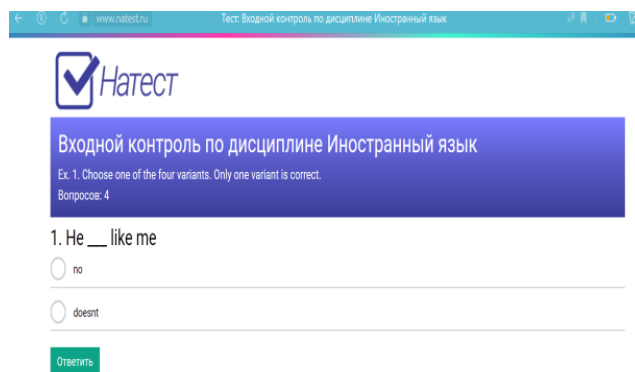 www.natest.ru Тест: Входной контроль по дисциплине Иностранный язык
Натест
Входной контроль по дисциплине Иностранный язык
Ex. 1. Choose one of the four variants. Only one variant is correct.
Вопросов: 4
1. He __ like me
no
doesnt
Ответить